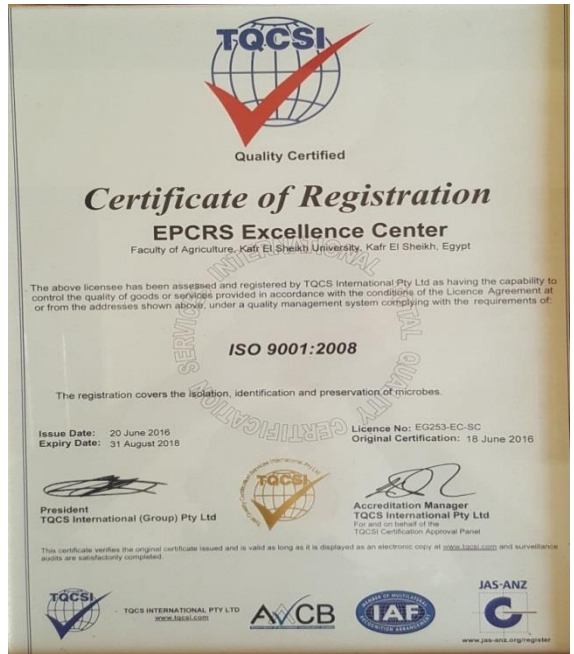 TQCSI
Quality Certified
Certificate of Registration
EPCRS Excellence Center
Faculty of Agriculture, Kafr El Sheikh University, Kafr El Sheikh, Egypt
The above licensee has been assessed and registered by TQCS International Pty Ltd as having the capability to
control the quality of goods or services provided in accordance with the conditions of the Licence Agreement at
or from the addresses shown above, under a quality management system complying with the requirements of:
ISO 9001:2008
The registration covers the isolation, identification and preservation of microbes.
Issue Date: 20 June 2016
Expiry Date: 31 August 2018
Licence No: EG253-EC-SC
Original Certification: 18 June 2016
TQCSI
President
TQCS International (Group) Pty Ltd
Accreditation Manager
TQCS International Pty Ltd
For and on behalf of the
TQCSI Certification Approval Panel
This certificate verifies the original certificate issued and is valid as long as it is displayed as an electronic copy at www.tqcsi.com and surveillance
audits are satisfactorily completed.
TQCSI
TQCS INTERNATIONAL PTY LTD
www.tqcsi.com
CB
MEMBER OF MULTILATERAL
IAF
RECOGNITION ARRANGEMENT
JAS-ANZ
C
www.jas-anz.org/register